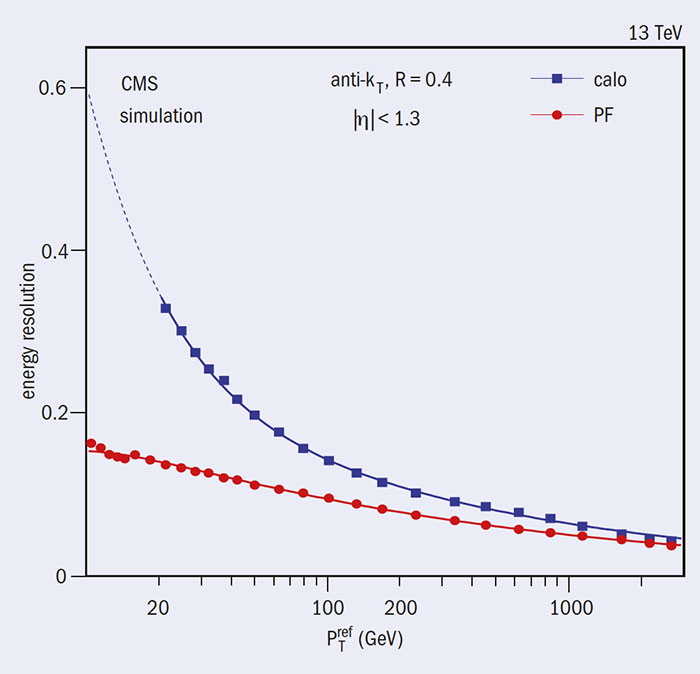 13 TeV
CMS
simulation
anti-kT, R = 0.4
|η| < 1.3
calo
PF
energy resolution
0.6
0.4
0.2
0
20
100
200
1000
PTref (GeV)